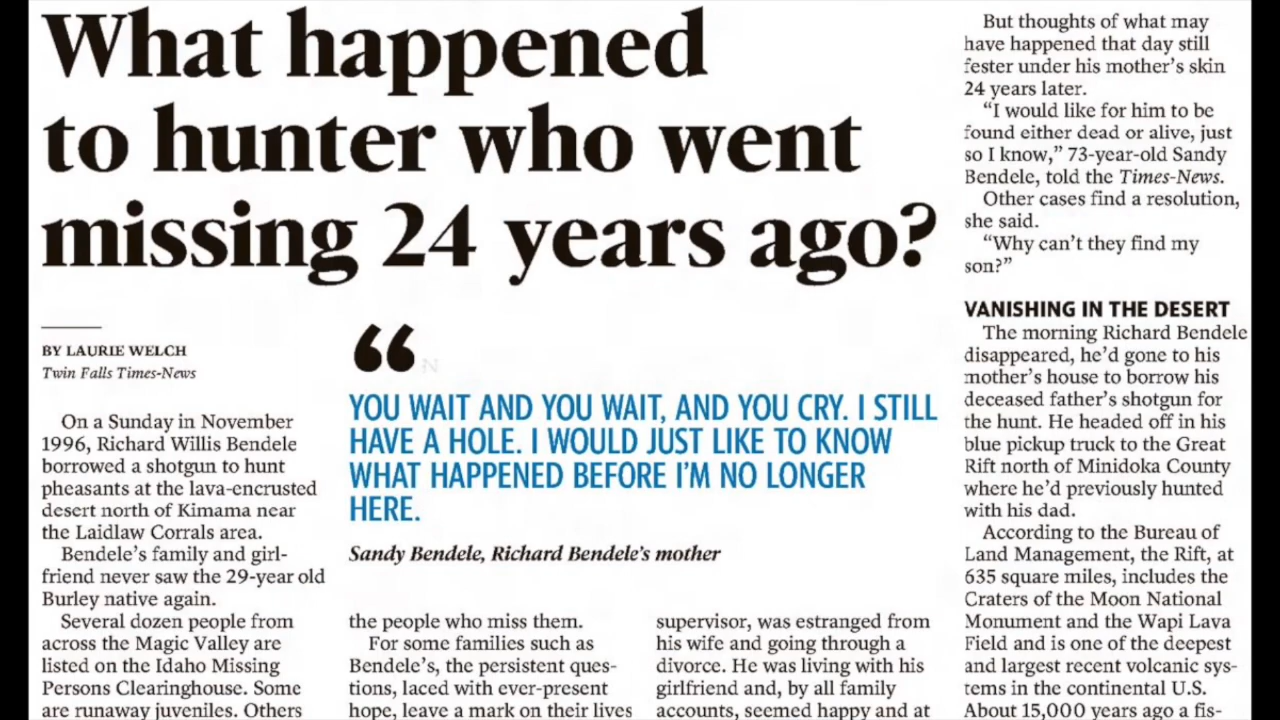 What happened
to hunter who went
missing 24 years ago?
BY LAURIE WELCH
Twin Falls Times-News
On a Sunday in November
1996, Richard Willis Bendele
borrowed a shotgun to hunt
pheasants at the lava-encrusted
desert north of Kimama near
the Laidlaw Corrals area.
Bendele’s family and girl-
friend never saw the 29-year old
Burley native again.
Several dozen people from
across the Magic Valley are
listed on the Idaho Missing
Persons Clearinghouse. Some
are runaway juveniles. Others
“
YOU WAIT AND YOU WAIT, AND YOU CRY. I STILL
HAVE A HOLE. I WOULD JUST LIKE TO KNOW
WHAT HAPPENED BEFORE I’M NO LONGER
HERE.
Sandy Bendele, Richard Bendele’s mother
the people who miss them.
For some families such as
Bendele’s, the persistent ques-
tions, laced with ever-present
hope, leave a mark on their lives
supervisor, was estranged from
his wife and going through a
divorce. He was living with his
girlfriend and, by all family
accounts, seemed happy and at
But thoughts of what may
have happened that day still
fester under his mother’s skin
24 years later.
“I would like for him to be
found either dead or alive, just
so I know,” 73-year-old Sandy
Bendele, told the Times-News.
Other cases find a resolution,
she said.
“Why can’t they find my
son?”
VANISHING IN THE DESERT
The morning Richard Bendele
disappeared, he’d gone to his
mother’s house to borrow his
deceased father’s shotgun for
the hunt. He headed off in his
blue pickup truck to the Great
Rift north of Minidoka County
where he’d previously hunted
with his dad.
According to the Bureau of
Land Management, the Rift, at
635 square miles, includes the
Craters of the Moon National
Monument and the Wapi Lava
Field and is one of the deepest
and largest recent volcanic sys-
tems in the continental U.S.
About 15,000 years ago a fis-